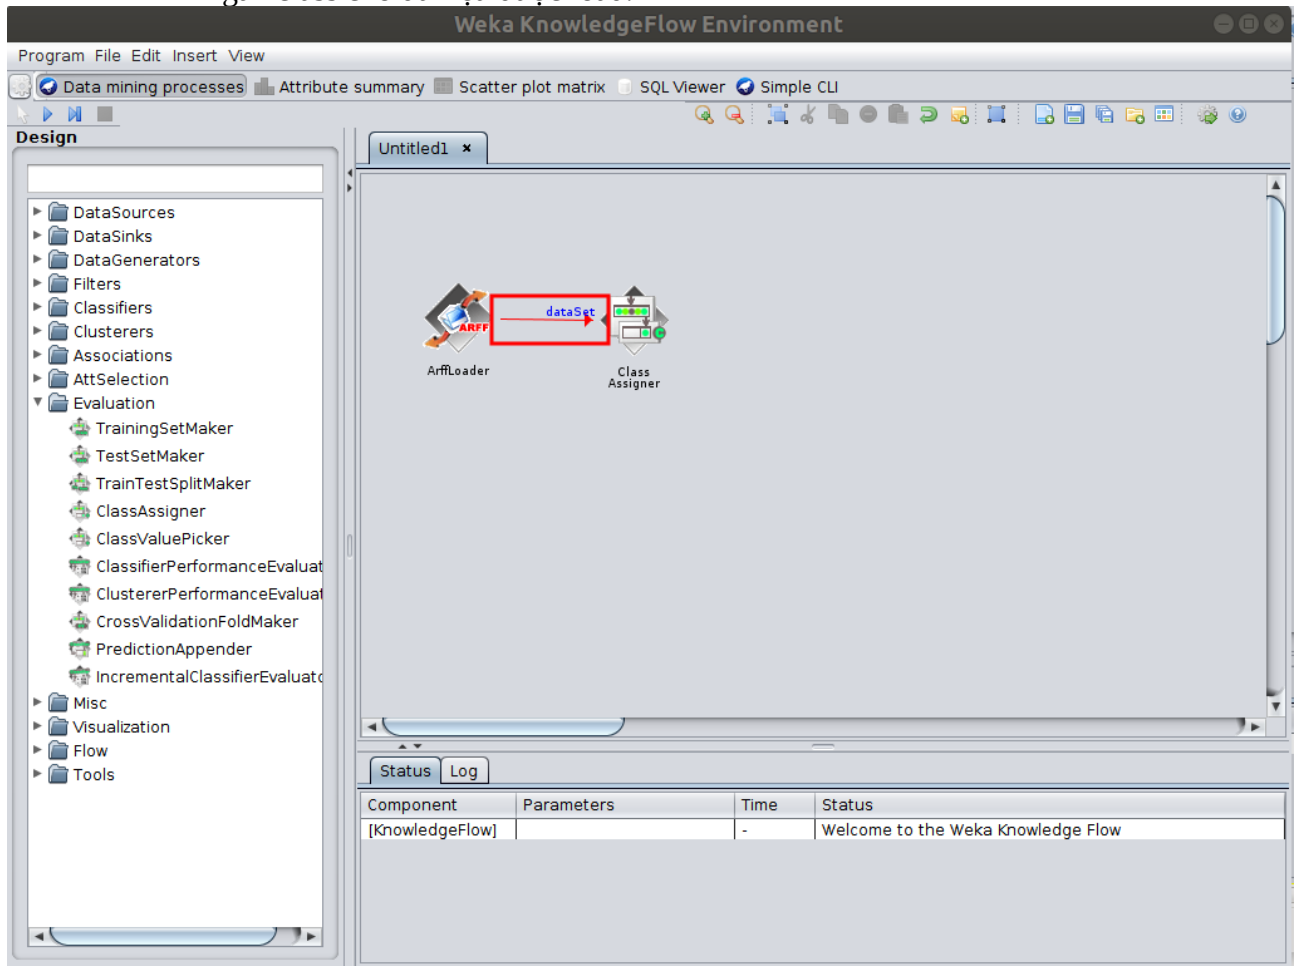 Weka KnowledgeFlow Environment
Program File Edit Insert View
Data mining processes Attribute summary Scatter plot matrix SQL Viewer Simple CLI
Design
Untitled1
DataSources
DataSinks
DataGenerators
Filters
Classifiers
Clusterers
Associations
AttSelection
Evaluation
TrainingSetMaker
TestSetMaker
TrainTestSplitMaker
ClassAssigner
ClassValuePicker
ClassifierPerformanceEvaluat
ClustererPerformanceEvaluat
CrossValidationFoldMaker
PredictionAppender
IncrementalClassifierEvaluato
Misc
Visualization
Flow
Tools
dataSet
ARFF
ArffLoader
Class
Assigner
Status Log
Component Parameters Time Status
[KnowledgeFlow] - Welcome to the Weka Knowledge Flow